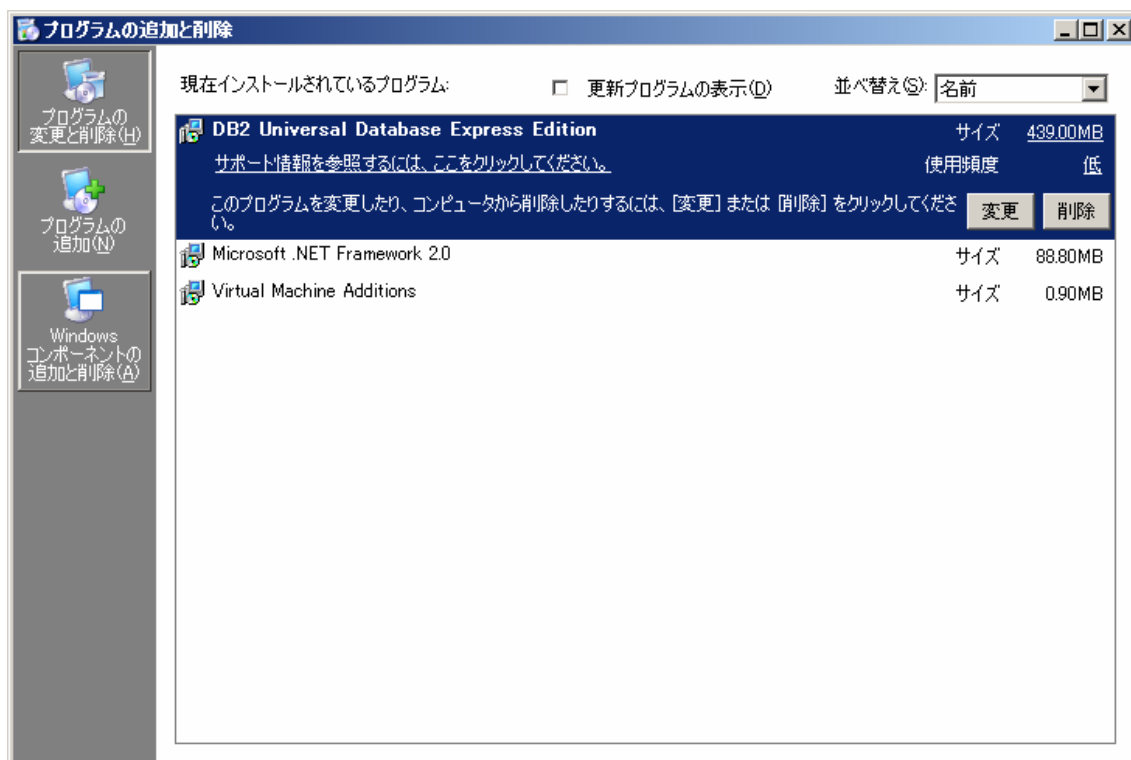 プログラムの追加と削除
プログラムの
変更と削除(H)
プログラムの
追加(N)
Windows
コンポーネントの
追加と削除(A)
現在インストールされているプログラム:
更新プログラムの表示(D)
並べ替え(S):
名前
DB2 Universal Database Express Edition
サイズ 439.00MB
サポート情報を参照するには、ここをクリックしてください。
使用頻度 低
このプログラムを変更したり、コンピュータから削除したりするには、[変更] または [削除] をクリックしてくださ
い。
変更
削除
Microsoft .NET Framework 2.0
サイズ 88.80MB
Virtual Machine Additions
サイズ 0.90MB